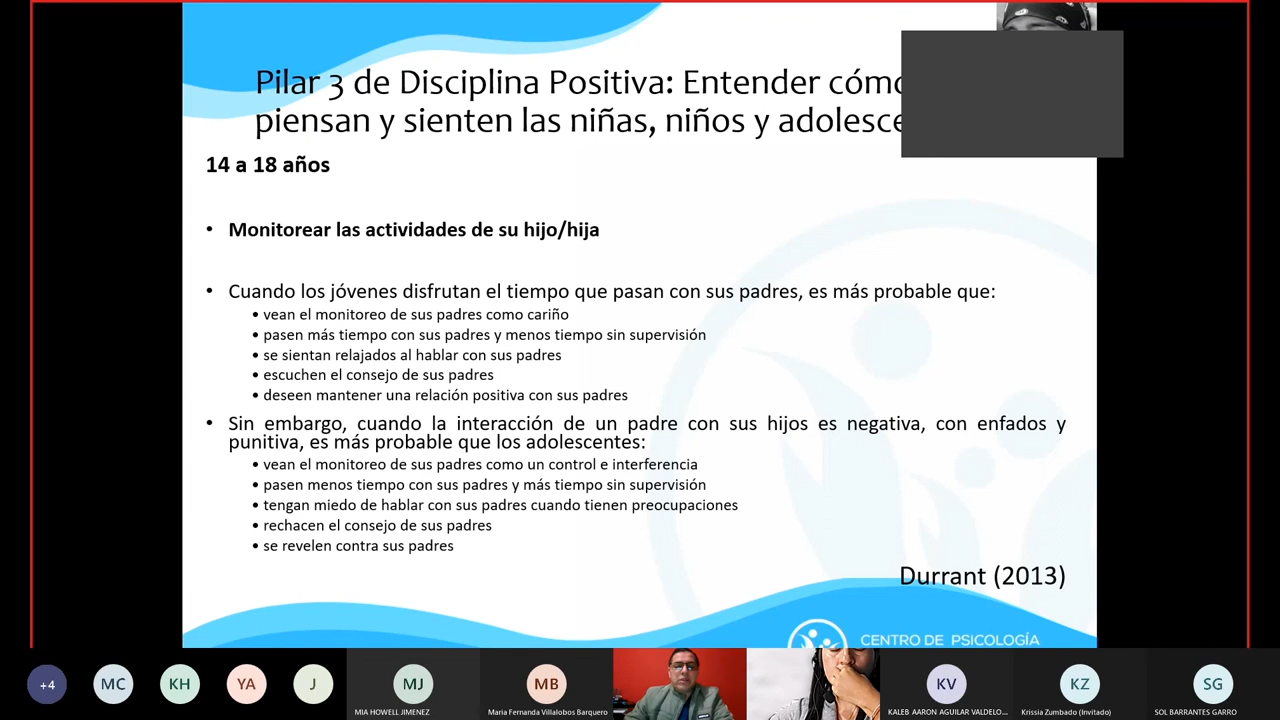 Pilar 3 de Disciplina Positiva: Entender cómo
piensan y sienten las niñas, niños y adolesce
14 a 18 años
• Monitorear las actividades de su hijo/hija
• Cuando los jóvenes disfrutan el tiempo que pasan con sus padres, es más probable que:
• vean el monitoreo de sus padres como cariño
• pasen más tiempo con sus padres y menos tiempo sin supervisión
• se sientan relajados al hablar con sus padres
• escuchen el consejo de sus padres
• deseen mantener una relación positiva con sus padres
• Sin embargo, cuando la interacción de un padre con sus hijos es negativa, con enfados y
punitiva, es más probable que los adolescentes:
• vean el monitoreo de sus padres como un control e interferencia
• pasen menos tiempo con sus padres y más tiempo sin supervisión
• tengan miedo de hablar con sus padres cuando tienen preocupaciones
• rechacen el consejo de sus padres
• se revelen contra sus padres
Durrant (2013)
CENTRO DE PSICOLOGÍA
+4 MC KH YA J MJ MB KV KZ SG
MIA HOWELL JIMENEZ Maria Fernanda Villalobos Barquero KALEB AARON AGUILAR VALDELO... Krissia Zumbado (Invitado) SOL BARRANTES GARRO